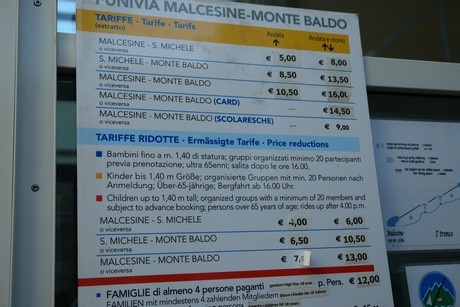 FUNIVIA MALCESINE-MONTE BALDO
TARIFFE - Tarife - Tarifs
(estratto)
Andata
Andata e ritorno
MALCESINE - S. MICHELE € 5,00 € 8,00
o viceversa
S. MICHELE - MONTE BALDO € 8,50 € 13,50
o viceversa
MALCESINE - MONTE BALDO € 10,50 € 16,00
o viceversa
MALCESINE - MONTE BALDO (CARD) — € 14,50
o viceversa
MALCESINE - MONTE BALDO (SCOLARESCHE) — € 9,00
o viceversa
TARIFFE RIDOTTE - Ermässigte Tarife - Price reductions
Bambini fino a m. 1,40 di statura; gruppi organizzati minimo 20 partecipanti
previa prenotazione; ultra 65enni; salita dopo le ore 16.00.
Kinder bis 1,40 m Größe; organisierte Gruppen mit min. 20 Personen nach
Anmeldung; Über-65-jährige; Bergfahrt ab 16.00 Uhr.
Children up to 1,40 m tall; organized groups with a minimum of 20 members and
subject to advance booking; persons over 65 years of age; rides up after 4.00 p.m.
MALCESINE - S. MICHELE € 4,00 € 6,00
o viceversa
S. MICHELE - MONTE BALDO € 6,50 € 10,50
o viceversa
MALCESINE - MONTE BALDO € 7, € 13,00
o viceversa
FAMIGLIE di almeno 4 persone paganti p. Pers. € 12,00
FAMILIEN mit mindestens 4 zahlenden Mitgliedern
Malcesine
1° tronco